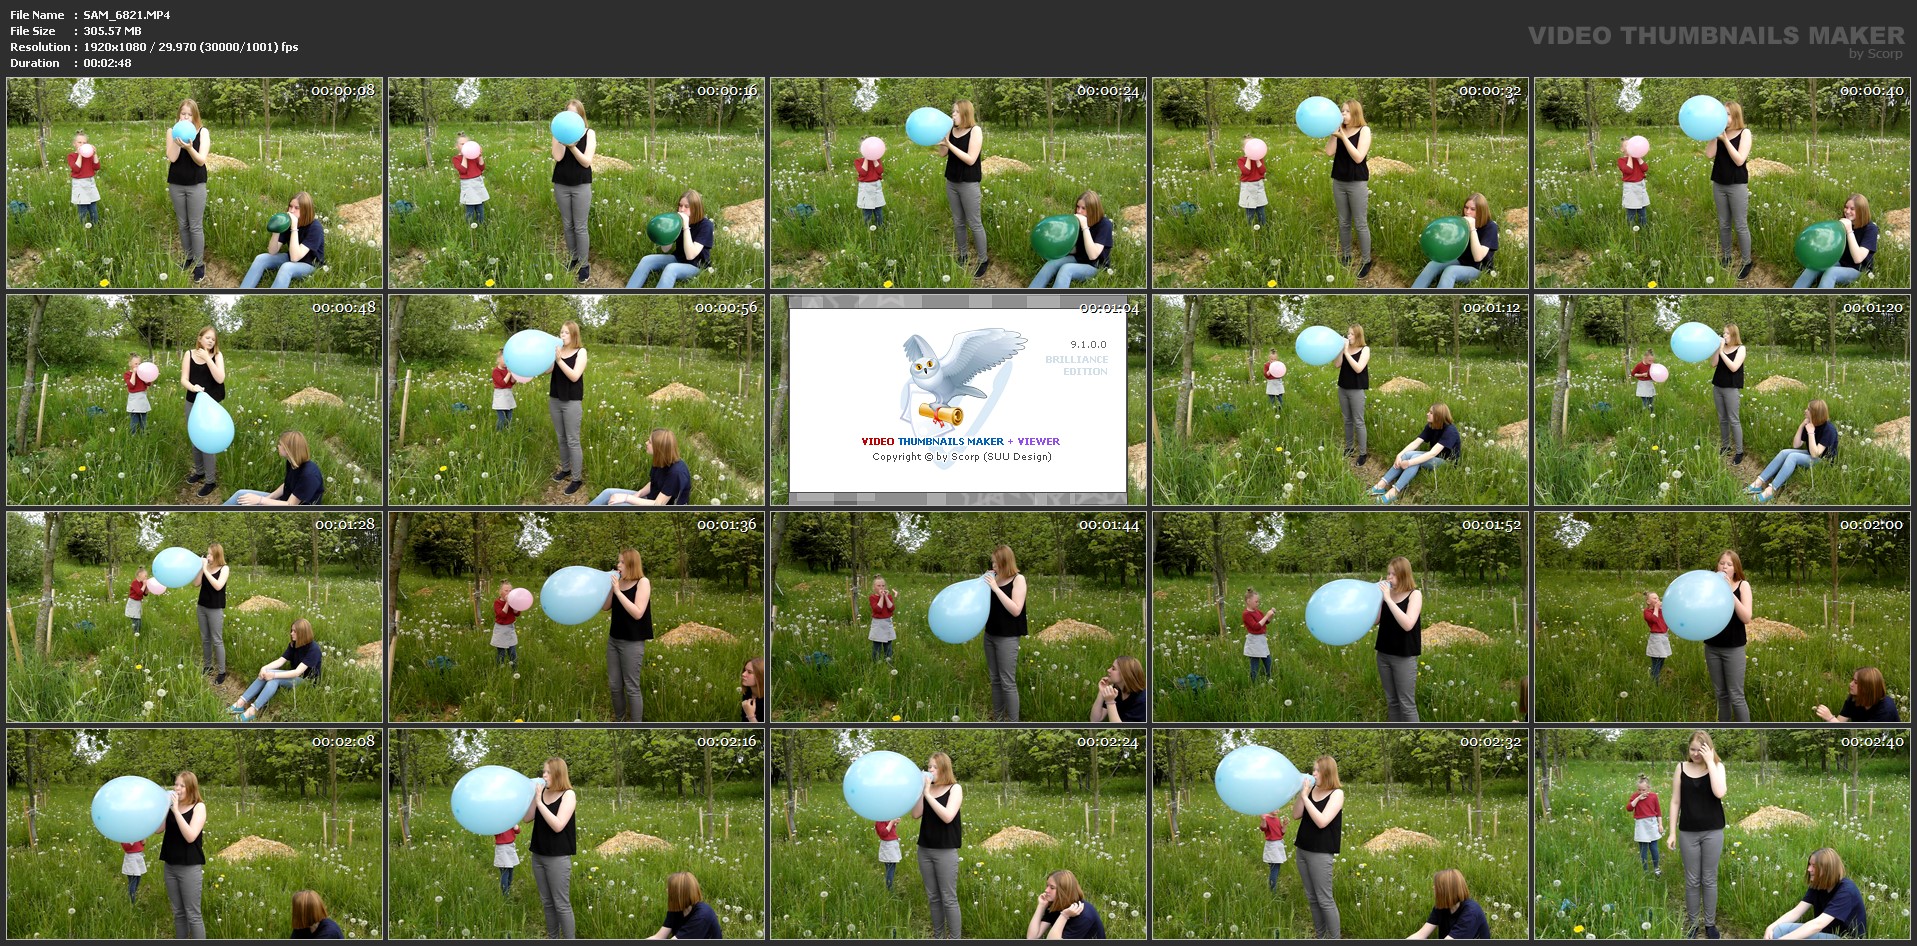 File Name : SAM_6821.MP4
File Size : 305.57 MB
Resolution : 1920x1080 / 29.970 (30000/1001) fps
Duration : 00:02:48
VIDEO THUMBNAILS MAKER
by Scorp
00:00:08
00:00:16
00:00:24
00:00:32
00:00:40
00:00:48
00:00:56
00:01:04
9.1.0.0
BRILLIANCE
EDITION
VIDEO THUMBNAILS MAKER + VIEWER
Copyright © by Scorp (SUU Design)
00:01:12
00:01:20
00:01:28
00:01:36
00:01:44
00:01:52
00:02:00
00:02:08
00:02:16
00:02:24
00:02:32
00:02:40